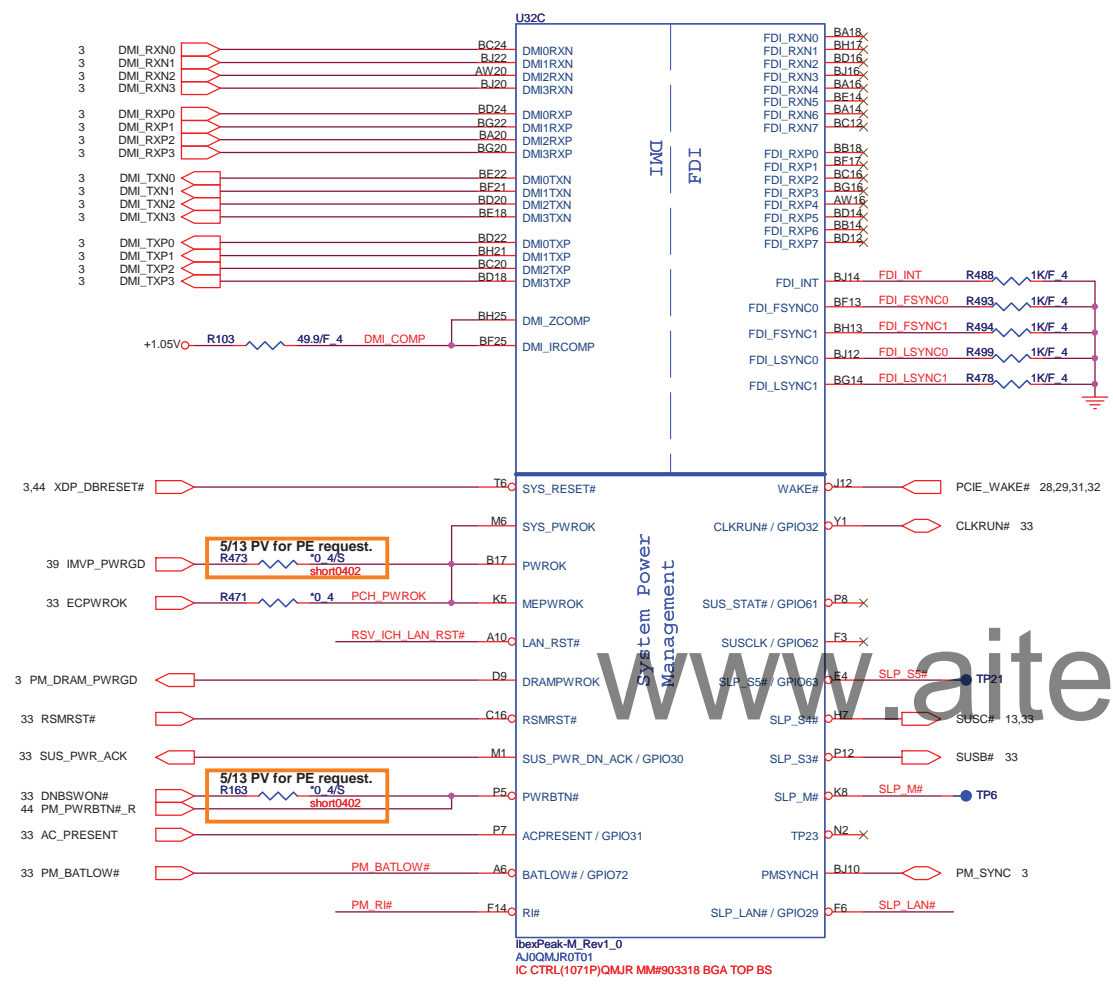 U32C
3 DMI_RXN0 BC24 DMI0RXN
3 DMI_RXN1 BJ22 DMI1RXN
3 DMI_RXN2 AW20 DMI2RXN
3 DMI_RXN3 BJ20 DMI3RXN
3 DMI_RXP0 BD24 DMI0RXP
3 DMI_RXP1 BG22 DMI1RXP
3 DMI_RXP2 BA20 DMI2RXP
3 DMI_RXP3 BG20 DMI3RXP
3 DMI_TXN0 BE22 DMI0TXN
3 DMI_TXN1 BF21 DMI1TXN
3 DMI_TXN2 BD20 DMI2TXN
3 DMI_TXN3 BE18 DMI3TXN
3 DMI_TXP0 BD22 DMI0TXP
3 DMI_TXP1 BH21 DMI1TXP
3 DMI_TXP2 BC20 DMI2TXP
3 DMI_TXP3 BD18 DMI3TXP
BH25 DMI_ZCOMP
+1.05V R103 49.9/F_4 DMI_COMP BF25 DMI_IRCOMP
DMI
FDI
FDI_RXN0 BA18
FDI_RXN1 BH17
FDI_RXN2 BD16
FDI_RXN3 BJ16
FDI_RXN4 BA16
FDI_RXN5 BE14
FDI_RXN6 BA14
FDI_RXN7 BC12
FDI_RXP0 BB18
FDI_RXP1 BF17
FDI_RXP2 BC16
FDI_RXP3 BG16
FDI_RXP4 AW16
FDI_RXP5 BD14
FDI_RXP6 BB14
FDI_RXP7 BD12
FDI_INT BJ14 FDI_INT R488 1K/F_4
FDI_FSYNC0 BF13 FDI_FSYNC0 R493 1K/F_4
FDI_FSYNC1 BH13 FDI_FSYNC1 R494 1K/F_4
FDI_LSYNC0 BJ12 FDI_LSYNC0 R499 1K/F_4
FDI_LSYNC1 BG14 FDI_LSYNC1 R478 1K/F_4
3,44 XDP_DBRESET# T6 SYS_RESET#
M6 SYS_PWROK
5/13 PV for PE request.
39 IMVP_PWRGD R473 *0_4/S B17 PWROK
short0402
33 ECPWROK R471 *0_4 PCH_PWROK K5 MEPWROK
RSV_ICH_LAN_RST# A10 LAN_RST#
3 PM_DRAM_PWRGD D9 DRAMPWROK
33 RSMRST# C16 RSMRST#
33 SUS_PWR_ACK M1 SUS_PWR_DN_ACK / GPIO30
5/13 PV for PE request.
33 DNBSWON# R163 *0_4/S P5 PWRBTN#
short0402
44 PM_PWRBTN#_R
33 AC_PRESENT P7 ACPRESENT / GPIO31
33 PM_BATLOW# PM_BATLOW# A6 BATLOW# / GPIO72
PM_RI# F14 RI#
System Power
Management
WAKE# J12 PCIE_WAKE# 28,29,31,32
CLKRUN# / GPIO32 Y1 CLKRUN# 33
SUS_STAT# / GPIO61 P8
SUSCLK / GPIO62 F3
SLP_S5# / GPIO63 E4 SLP_S5# TP21
SLP_S4# H7 SUSC# 13,33
SLP_S3# P12 SUSB# 33
SLP_M# K8 SLP_M# TP6
TP23 N2
PMSYNCH BJ10 PM_SYNC 3
SLP_LAN# / GPIO29 F6 SLP_LAN#
www.aite
IbexPeak-M_Rev1_0
AJ0QMJR0T01
IC CTRL(1071P)QMJR MM#903318 BGA TOP BS